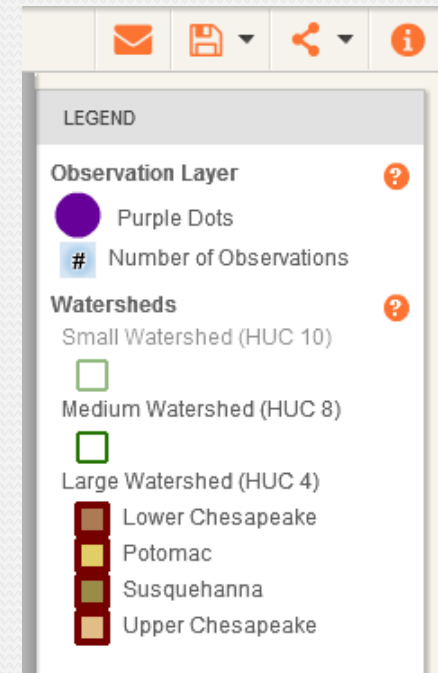 LEGEND
Observation Layer ?
Purple Dots
# Number of Observations
Watersheds ?
Small Watershed (HUC 10)
Medium Watershed (HUC 8)
Large Watershed (HUC 4)
Lower Chesapeake
Potomac
Susquehanna
Upper Chesapeake